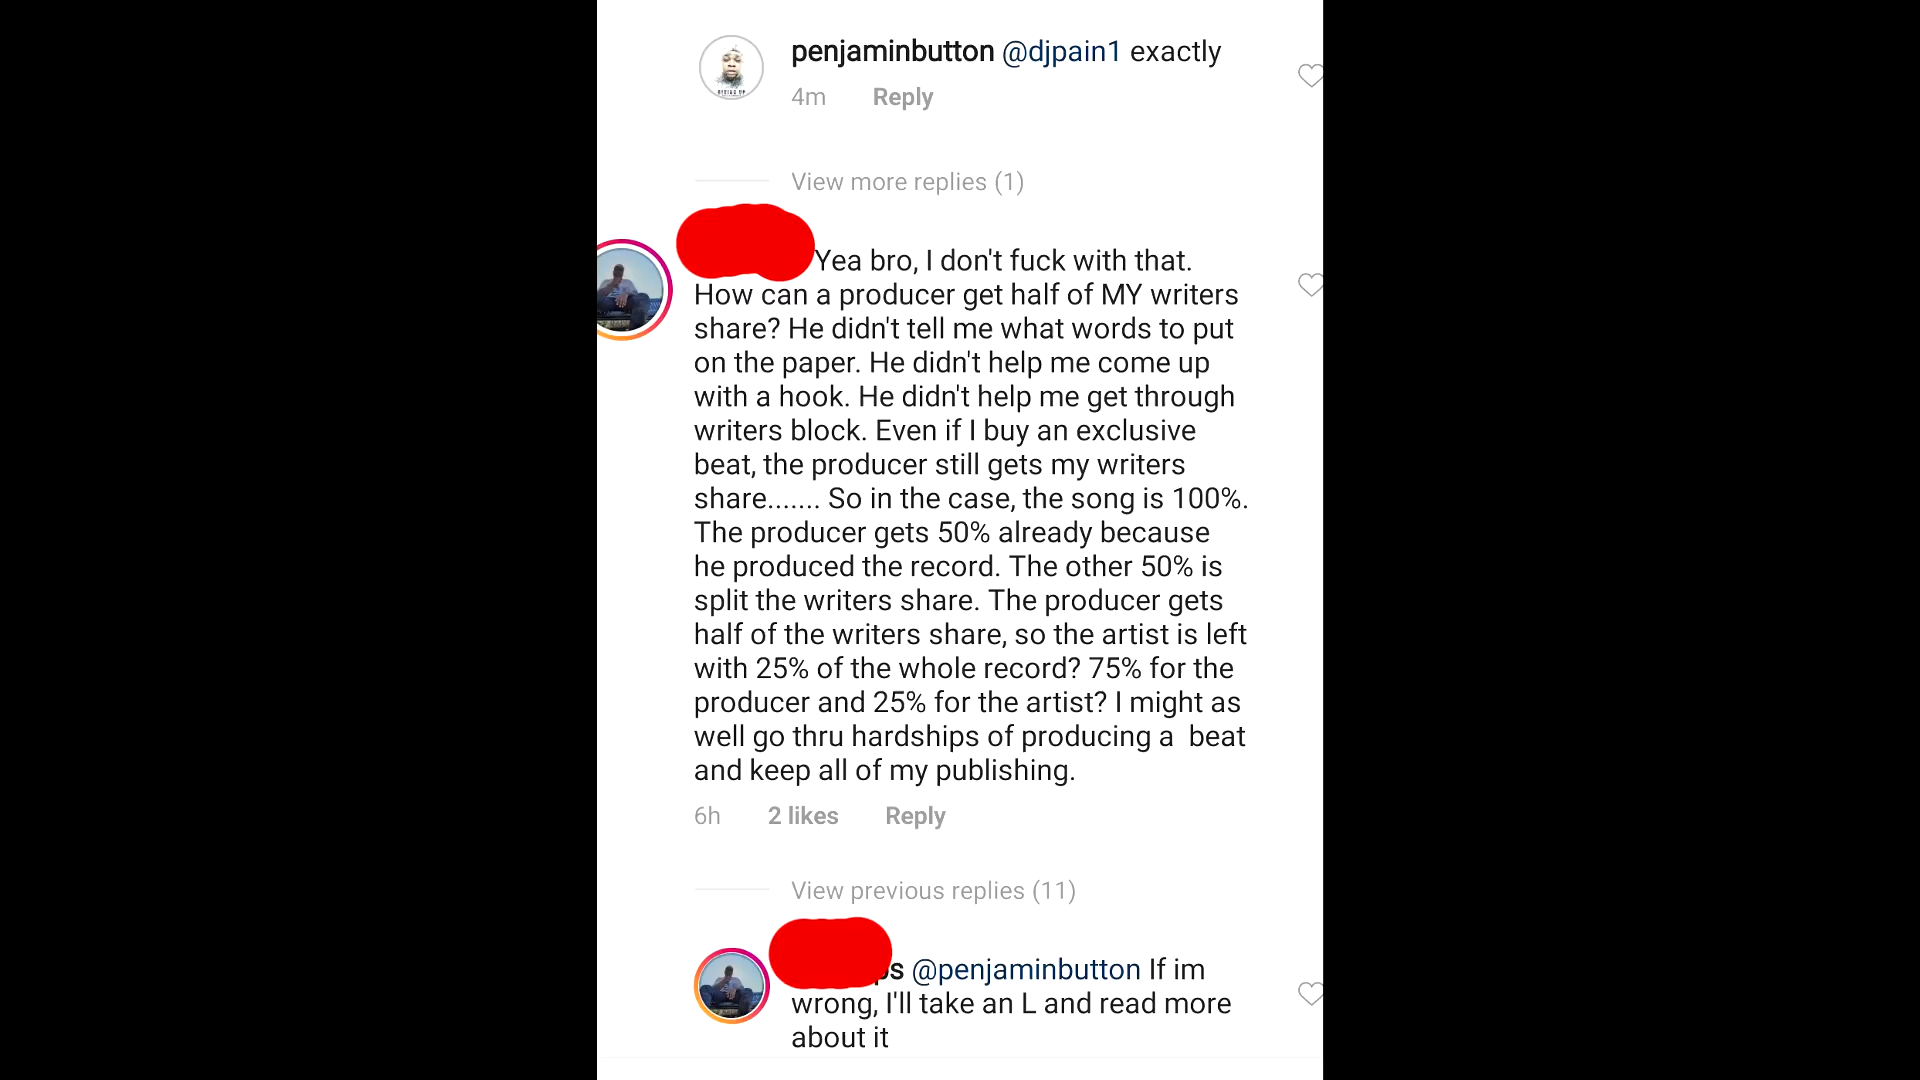 penjaminbutton @djpain1 exactly
4m Reply
View more replies (1)
Yea bro, I don't fuck with that.
How can a producer get half of MY writers
share? He didn't tell me what words to put
on the paper. He didn't help me come up
with a hook. He didn't help me get through
writers block. Even if I buy an exclusive
beat, the producer still gets my writers
share....... So in the case, the song is 100%.
The producer gets 50% already because
he produced the record. The other 50% is
split the writers share. The producer gets
half of the writers share, so the artist is left
with 25% of the whole record? 75% for the
producer and 25% for the artist? I might as
well go thru hardships of producing a  beat
and keep all of my publishing.
6h 2 likes Reply
View previous replies (11)
@penjaminbutton If im
wrong, I'll take an L and read more
about it